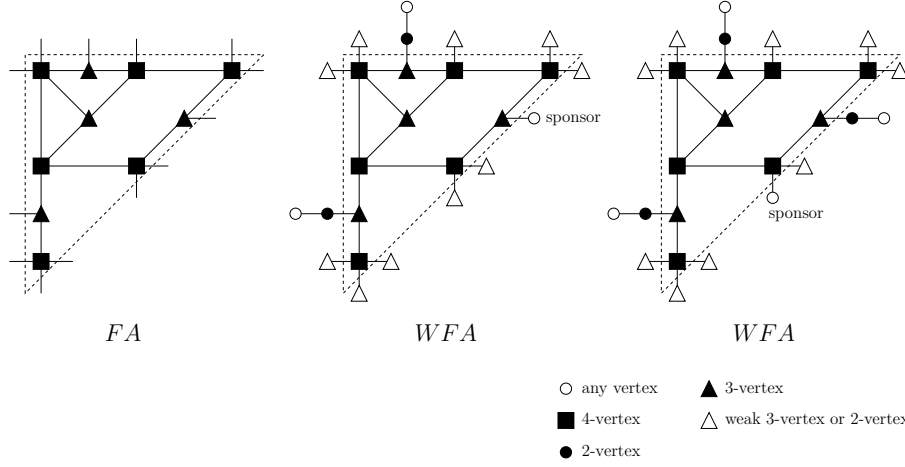 sponsor
sponsor
FA
WFA
WFA
any vertex
3-vertex
4-vertex
weak 3-vertex or 2-vertex
2-vertex